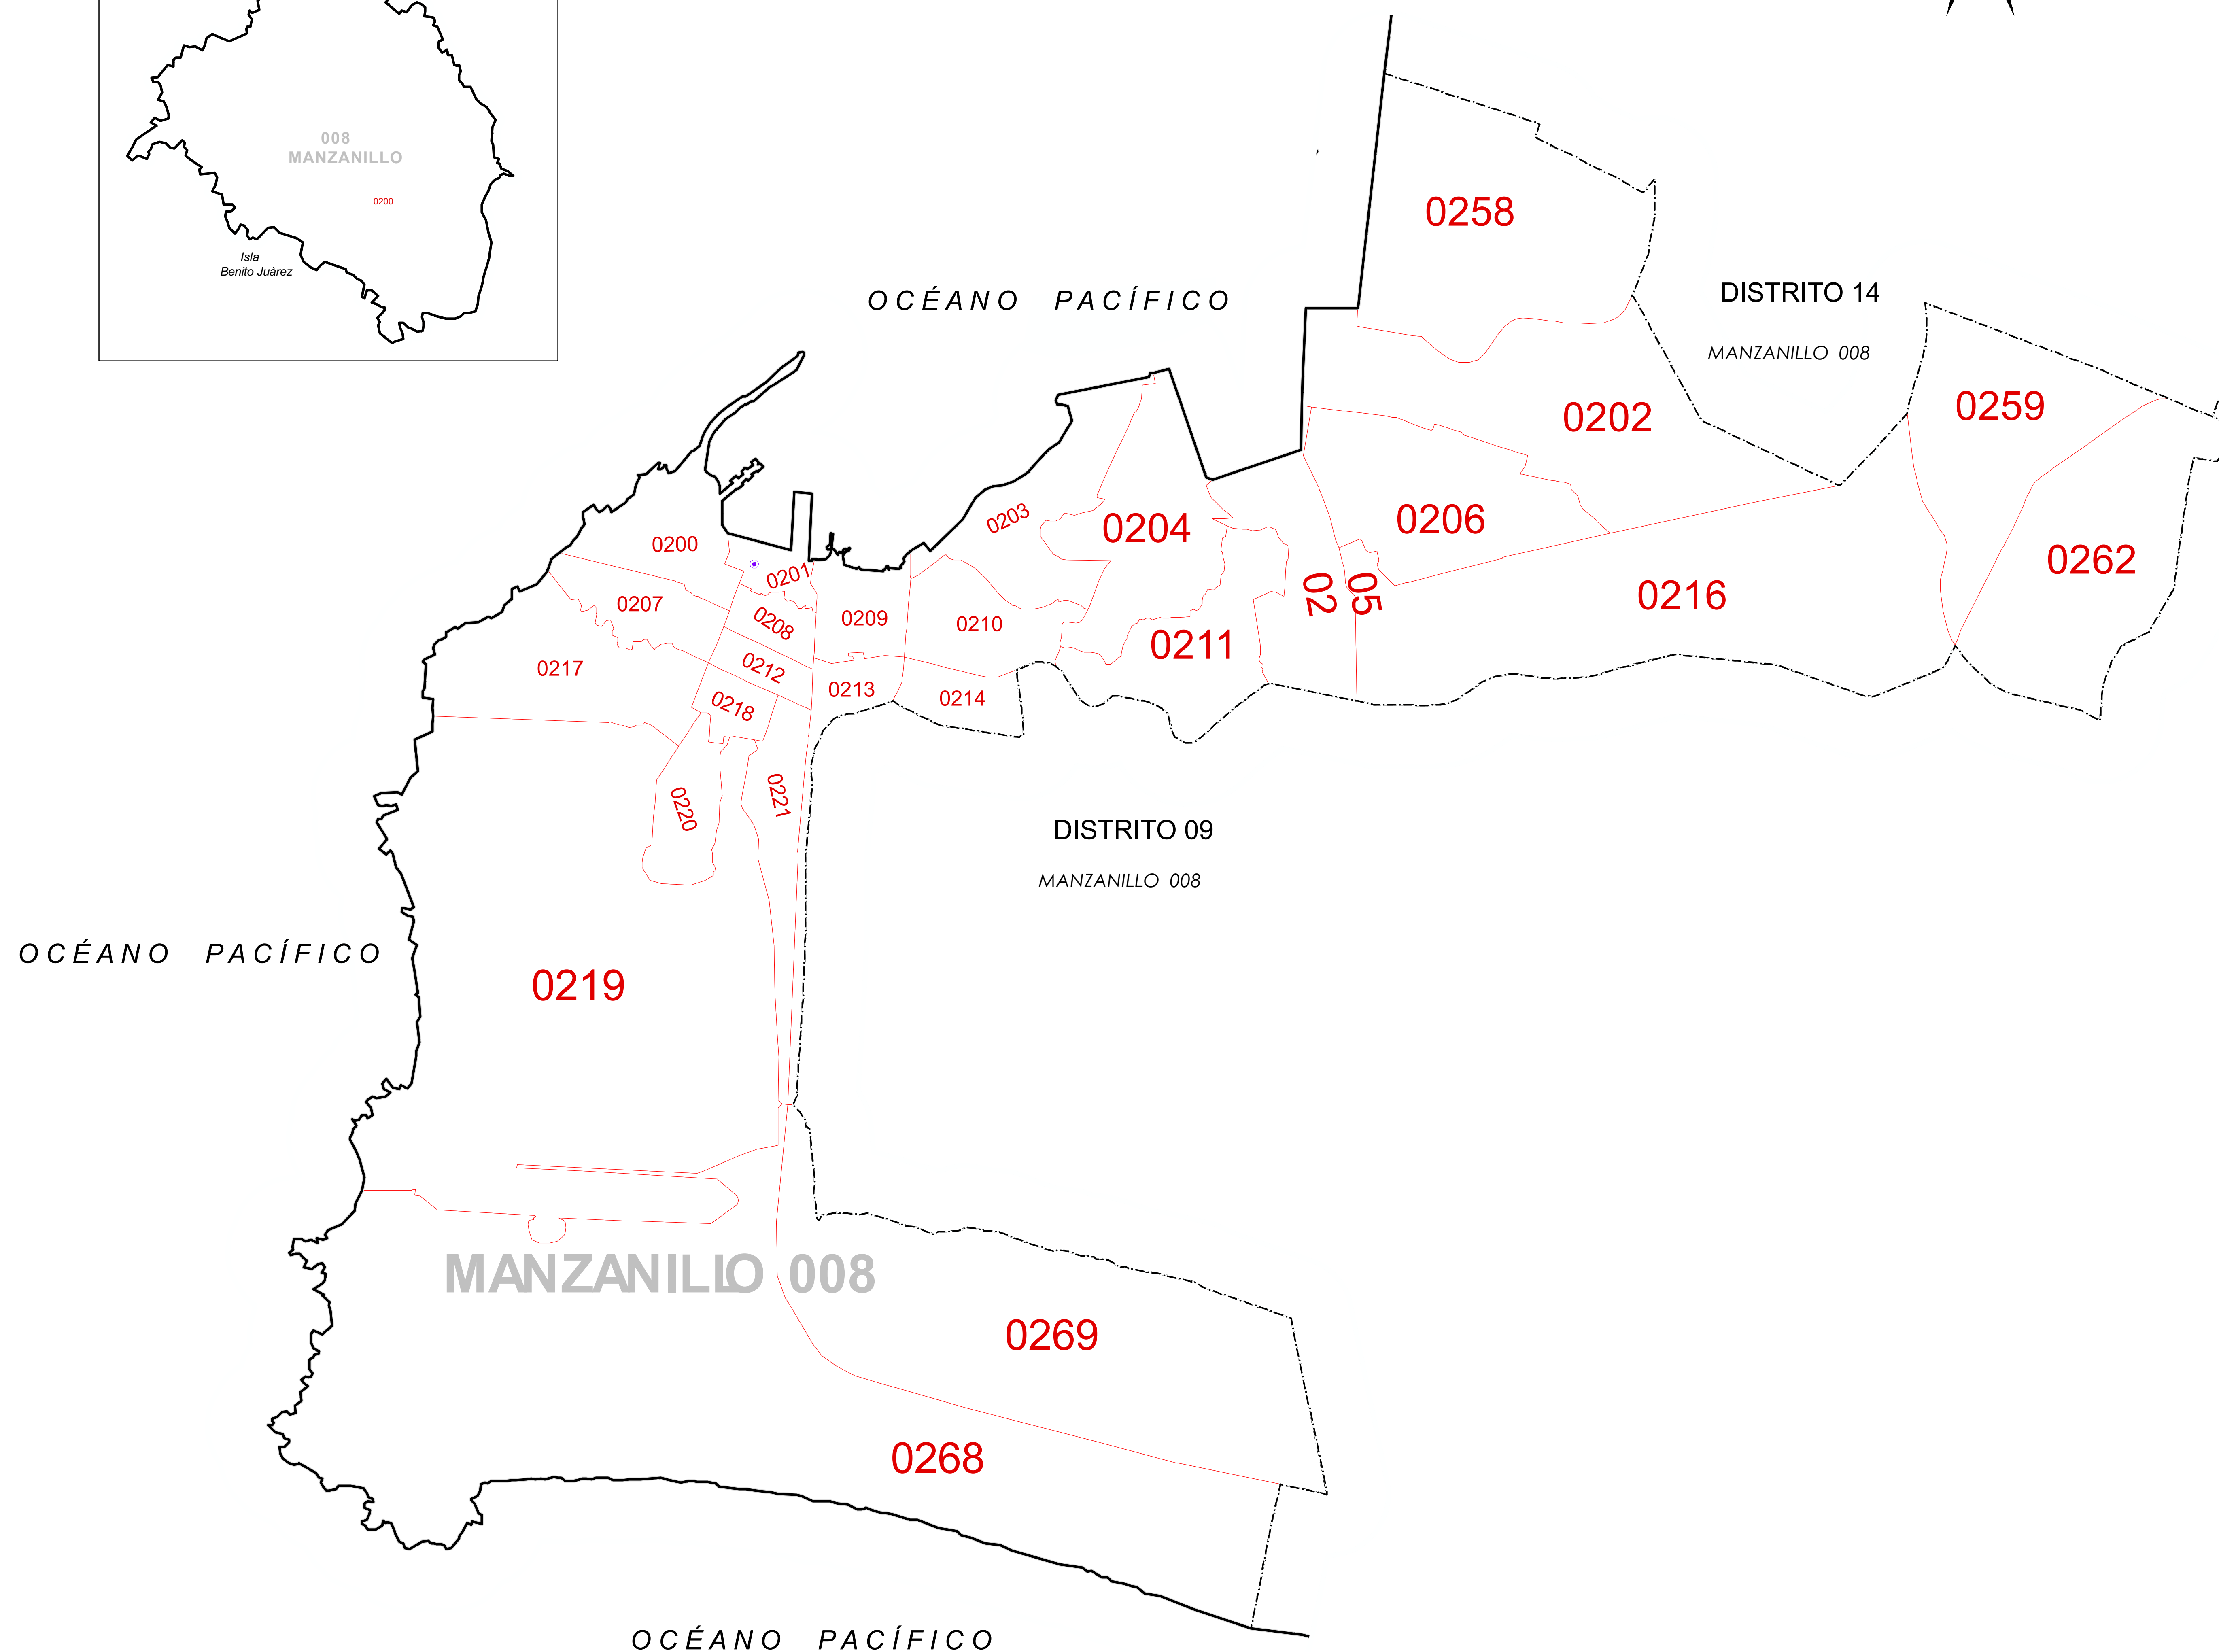 008
MANZANILLO
0200
Isla
Benito Juàrez
OCÉANO PACÍFICO
0258
DISTRITO 14
MANZANILLO 008
0202
0259
0203
0204
0206
0262
0200
0201
0207
0208
0209
0210
02
05
0216
0211
0217
0212
0213
0214
0218
0220
0221
DISTRITO 09
MANZANILLO 008
OCÉANO PACÍFICO
0219
MANZANILLO 008
0269
0268
OCÉANO PACÍFICO